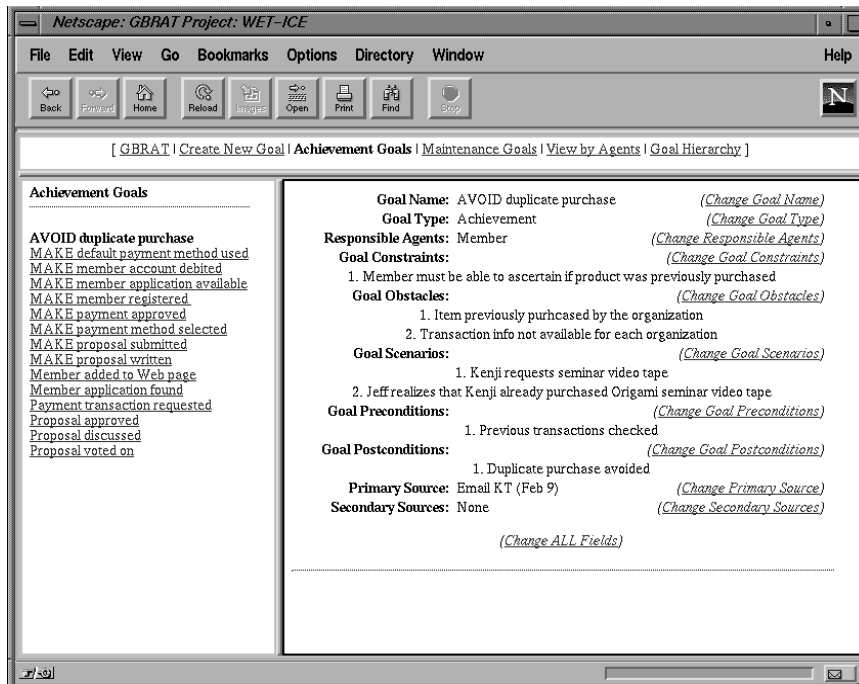 Netscape: GBRAT Project: WET-ICE
File Edit View Go Bookmarks Options Directory Window Help
Back Forward Home Reload Images Open Print Find Stop
N
[ GBRAT | Create New Goal | Achievement Goals | Maintenance Goals | View by Agents | Goal Hierarchy ]
Achievement Goals
AVOID duplicate purchase
MAKE default payment method used
MAKE member account debited
MAKE member application available
MAKE member registered
MAKE payment approved
MAKE payment method selected
MAKE proposal submitted
MAKE proposal written
Member added to Web page
Member application found
Payment transaction requested
Proposal approved
Proposal discussed
Proposal voted on
Goal Name: AVOID duplicate purchase (Change Goal Name)
Goal Type: Achievement (Change Goal Type)
Responsible Agents: Member (Change Responsible Agents)
Goal Constraints: (Change Goal Constraints)
1. Member must be able to ascertain if product was previously purchased
Goal Obstacles: (Change Goal Obstacles)
1. Item previously purhcased by the organization
2. Transaction info not available for each organization
Goal Scenarios: (Change Goal Scenarios)
1. Kenji requests seminar video tape
2. Jeff realizes that Kenji already purchased Origami seminar video tape
Goal Preconditions: (Change Goal Preconditions)
1. Previous transactions checked
Goal Postconditions: (Change Goal Postconditions)
1. Duplicate purchase avoided
Primary Source: Email KT (Feb 9) (Change Primary Source)
Secondary Sources: None (Change Secondary Sources)
(Change ALL Fields)